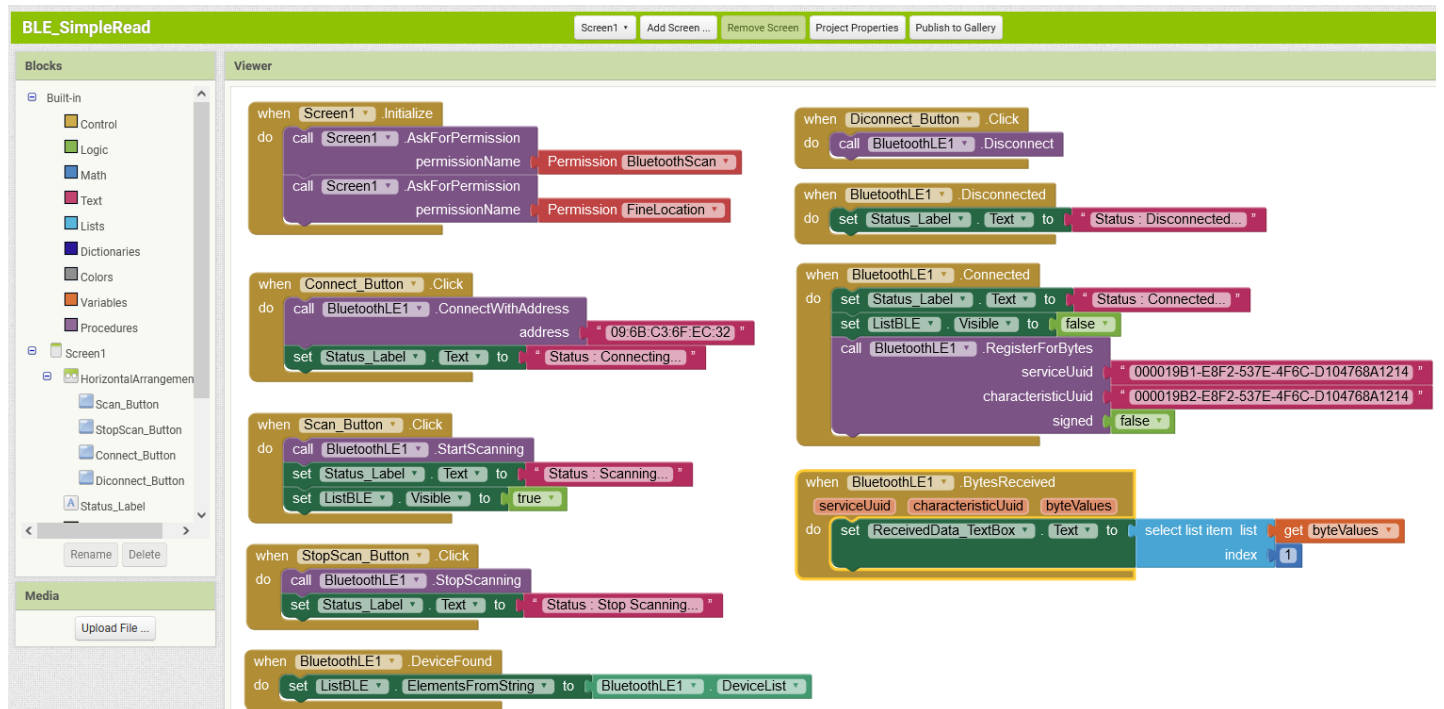 BLE_SimpleRead
Screen1
Add Screen ...
Remove Screen
Project Properties
Publish to Gallery
Blocks
Built-in
Control
Logic
Math
Text
Lists
Dictionaries
Colors
Variables
Procedures
Screen1
HorizontalArrangemen
Scan_Button
StopScan_Button
Connect_Button
Diconnect_Button
Status_Label
Rename
Delete
Media
Upload File ...
Viewer
when Screen1 .Initialize
do call Screen1 .AskForPermission
permissionName Permission BluetoothScan
call Screen1 .AskForPermission
permissionName Permission FineLocation
when Connect_Button .Click
do call BluetoothLE1 .ConnectWithAddress
address " 09:6B:C3:6F:EC:32 "
set Status_Label . Text to " Status : Connecting... "
when Scan_Button .Click
do call BluetoothLE1 .StartScanning
set Status_Label . Text to " Status : Scanning... "
set ListBLE . Visible to true
when StopScan_Button .Click
do call BluetoothLE1 .StopScanning
set Status_Label . Text to " Status : Stop Scanning... "
when BluetoothLE1 .DeviceFound
do set ListBLE . ElementsFromString to BluetoothLE1 . DeviceList
when Diconnect_Button .Click
do call BluetoothLE1 .Disconnect
when BluetoothLE1 .Disconnected
do set Status_Label . Text to " Status : Disconnected... "
when BluetoothLE1 .Connected
do set Status_Label . Text to " Status : Connected... "
set ListBLE . Visible to false
call BluetoothLE1 .RegisterForBytes
serviceUuid " 000019B1-E8F2-537E-4F6C-D104768A1214 "
characteristicUuid " 000019B2-E8F2-537E-4F6C-D104768A1214 "
signed false
when BluetoothLE1 .BytesReceived
serviceUuid characteristicUuid byteValues
do set ReceivedData_TextBox . Text to select list item list get byteValues
index 1